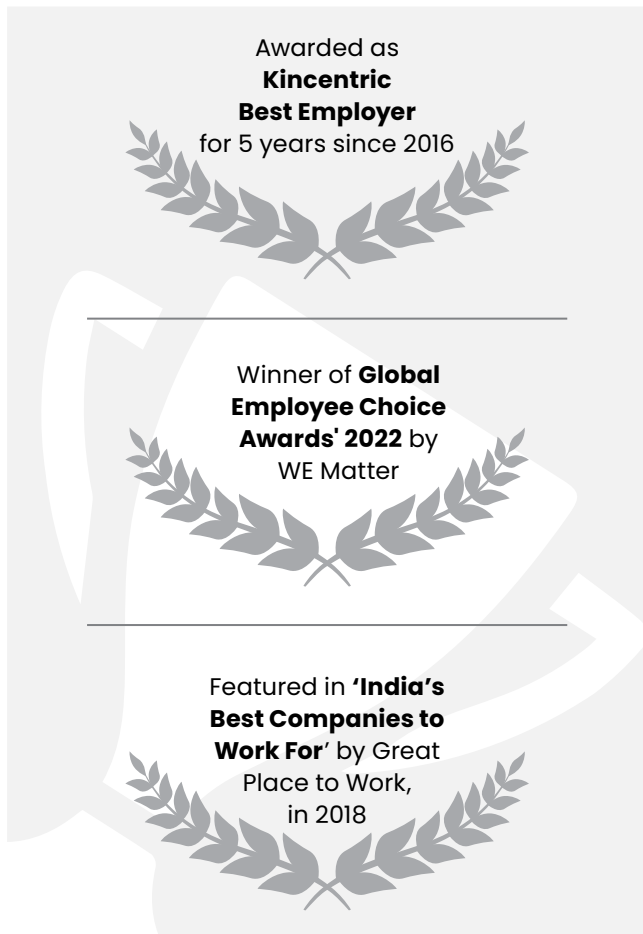 Awarded as
Kincentric
Best Employer
for 5 years since 2016
Winner of Global
Employee Choice
Awards' 2022 by
WE Matter
Featured in ‘India’s
Best Companies to
Work For’ by Great
Place to Work,
in 2018